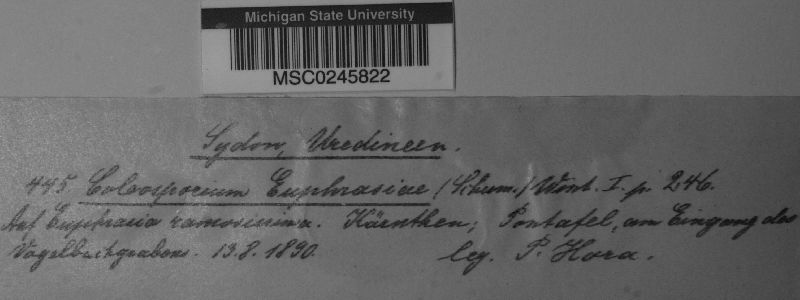 Michigan State University
MSC0245822
Sydow, Uredineen.
445. Coleosporium Euphrasiae /Schum./ Wint. I. p. 246.
Auf Euphrasia ramosissima. Kärnthen; Pontafel, am Eingang des
Vogelbachgrabens. 13. 8. 1890. leg. P. Hora.